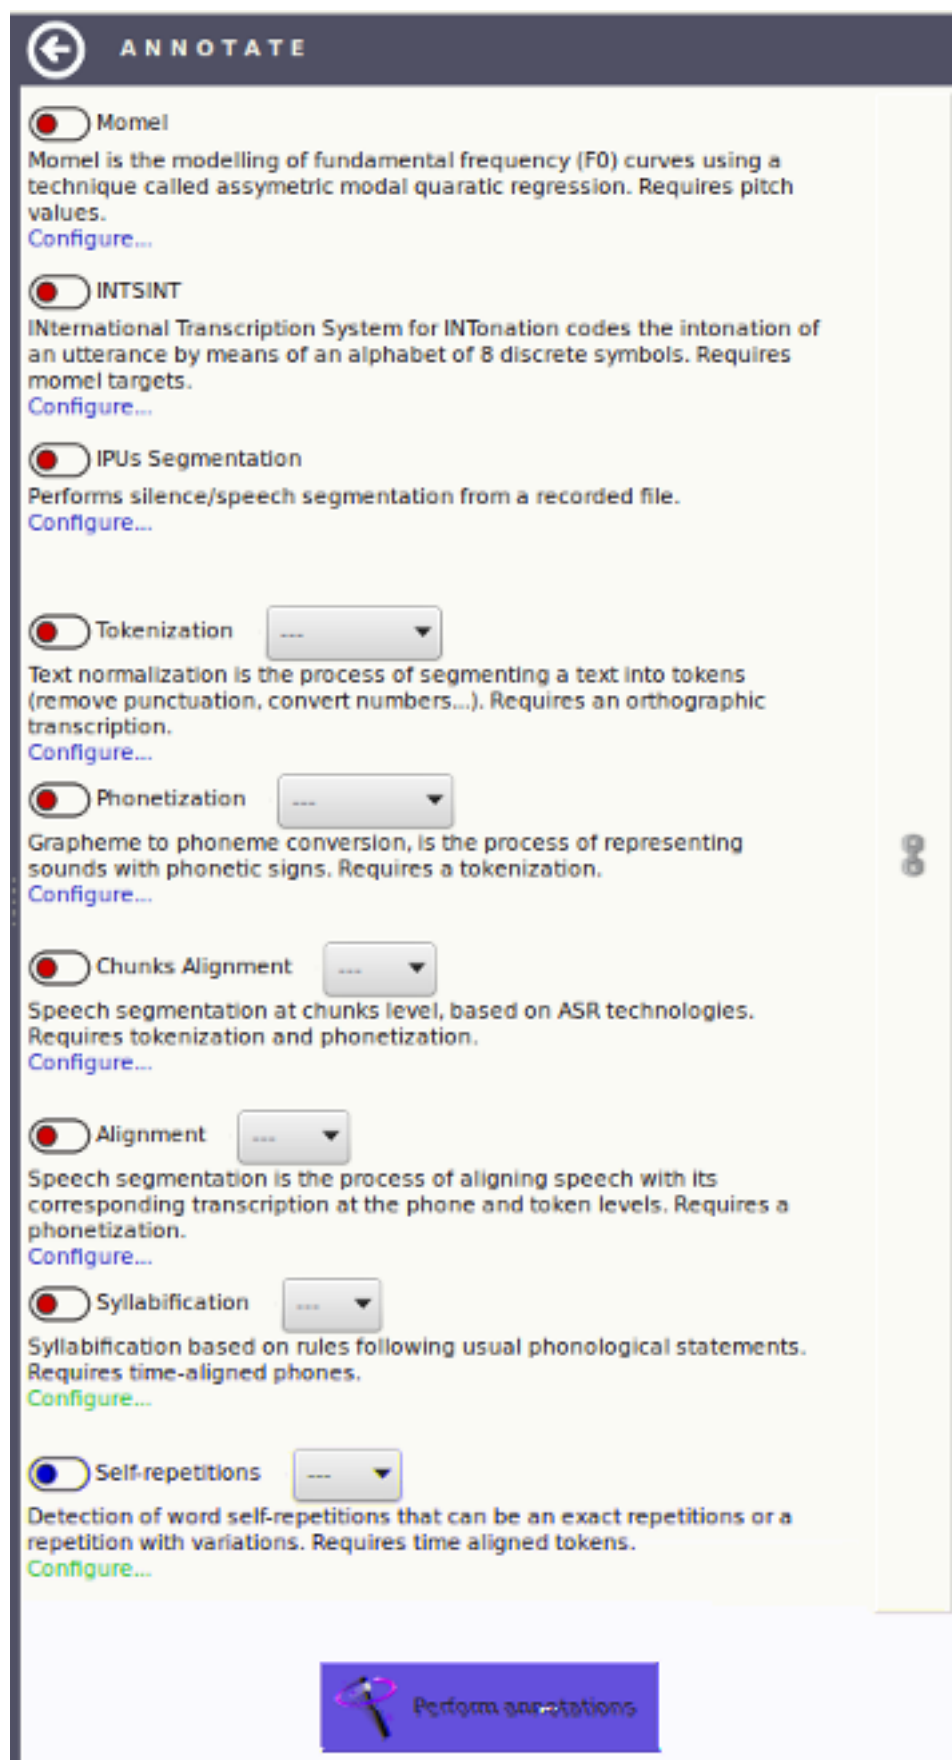 ANNOTATE
Momel
Momel is the modelling of fundamental frequency (F0) curves using a
technique called assymetric modal quaratic regression. Requires pitch
values.
Configure...
INTSINT
INternational Transcription System for INTonation codes the intonation of
an utterance by means of an alphabet of 8 discrete symbols. Requires
momel targets.
Configure...
IPUs Segmentation
Performs silence/speech segmentation from a recorded file.
Configure...
Tokenization ---
Text normalization is the process of segmenting a text into tokens
(remove punctuation, convert numbers...). Requires an orthographic
transcription.
Configure...
Phonetization ---
Grapheme to phoneme conversion, is the process of representing
sounds with phonetic signs. Requires a tokenization.
Configure...
Chunks Alignment ---
Speech segmentation at chunks level, based on ASR technologies.
Requires tokenization and phonetization.
Configure...
Alignment ---
Speech segmentation is the process of aligning speech with its
corresponding transcription at the phone and token levels. Requires a
phonetization.
Configure...
Syllabification ---
Syllabification based on rules following usual phonological statements.
Requires time-aligned phones.
Configure...
Self-repetitions ---
Detection of word self-repetitions that can be an exact repetitions or a
repetition with variations. Requires time aligned tokens.
Configure...
Perform annotations